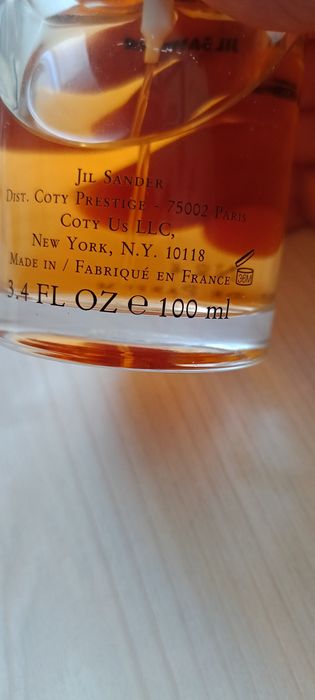 JIL SANDER
DIST. COTY PRESTIGE - 75002 PARIS
COTY US LLC,
NEW YORK, N.Y. 10118
MADE IN / FABRIQUÉ EN FRANCE 36M
3.4 FL OZ e 100 ml